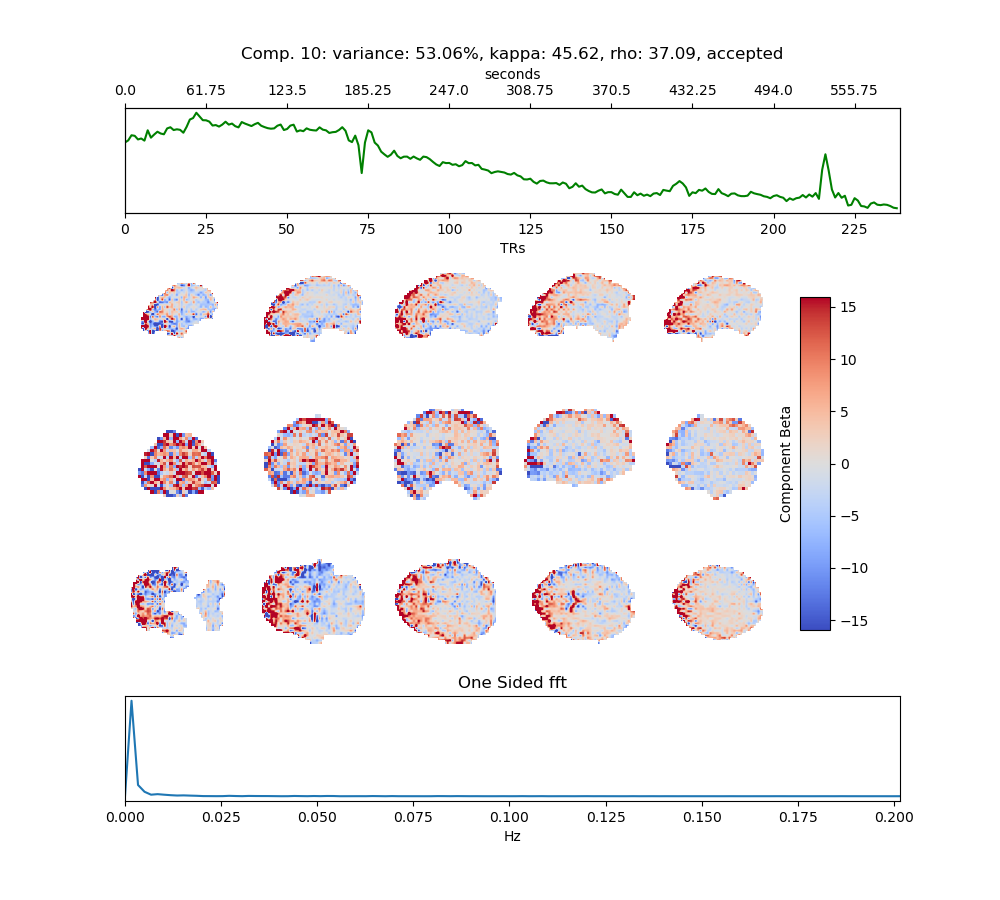 Comp. 10: variance: 53.06%, kappa: 45.62, rho: 37.09, accepted
seconds
0.0 61.75 123.5 185.25 247.0 308.75 370.5 432.25 494.0 555.75
0 25 50 75 100 125 150 175 200 225
TRs
15
10
5
0
−5
−10
−15
Component Beta
One Sided fft
0.000 0.025 0.050 0.075 0.100 0.125 0.150 0.175 0.200
Hz